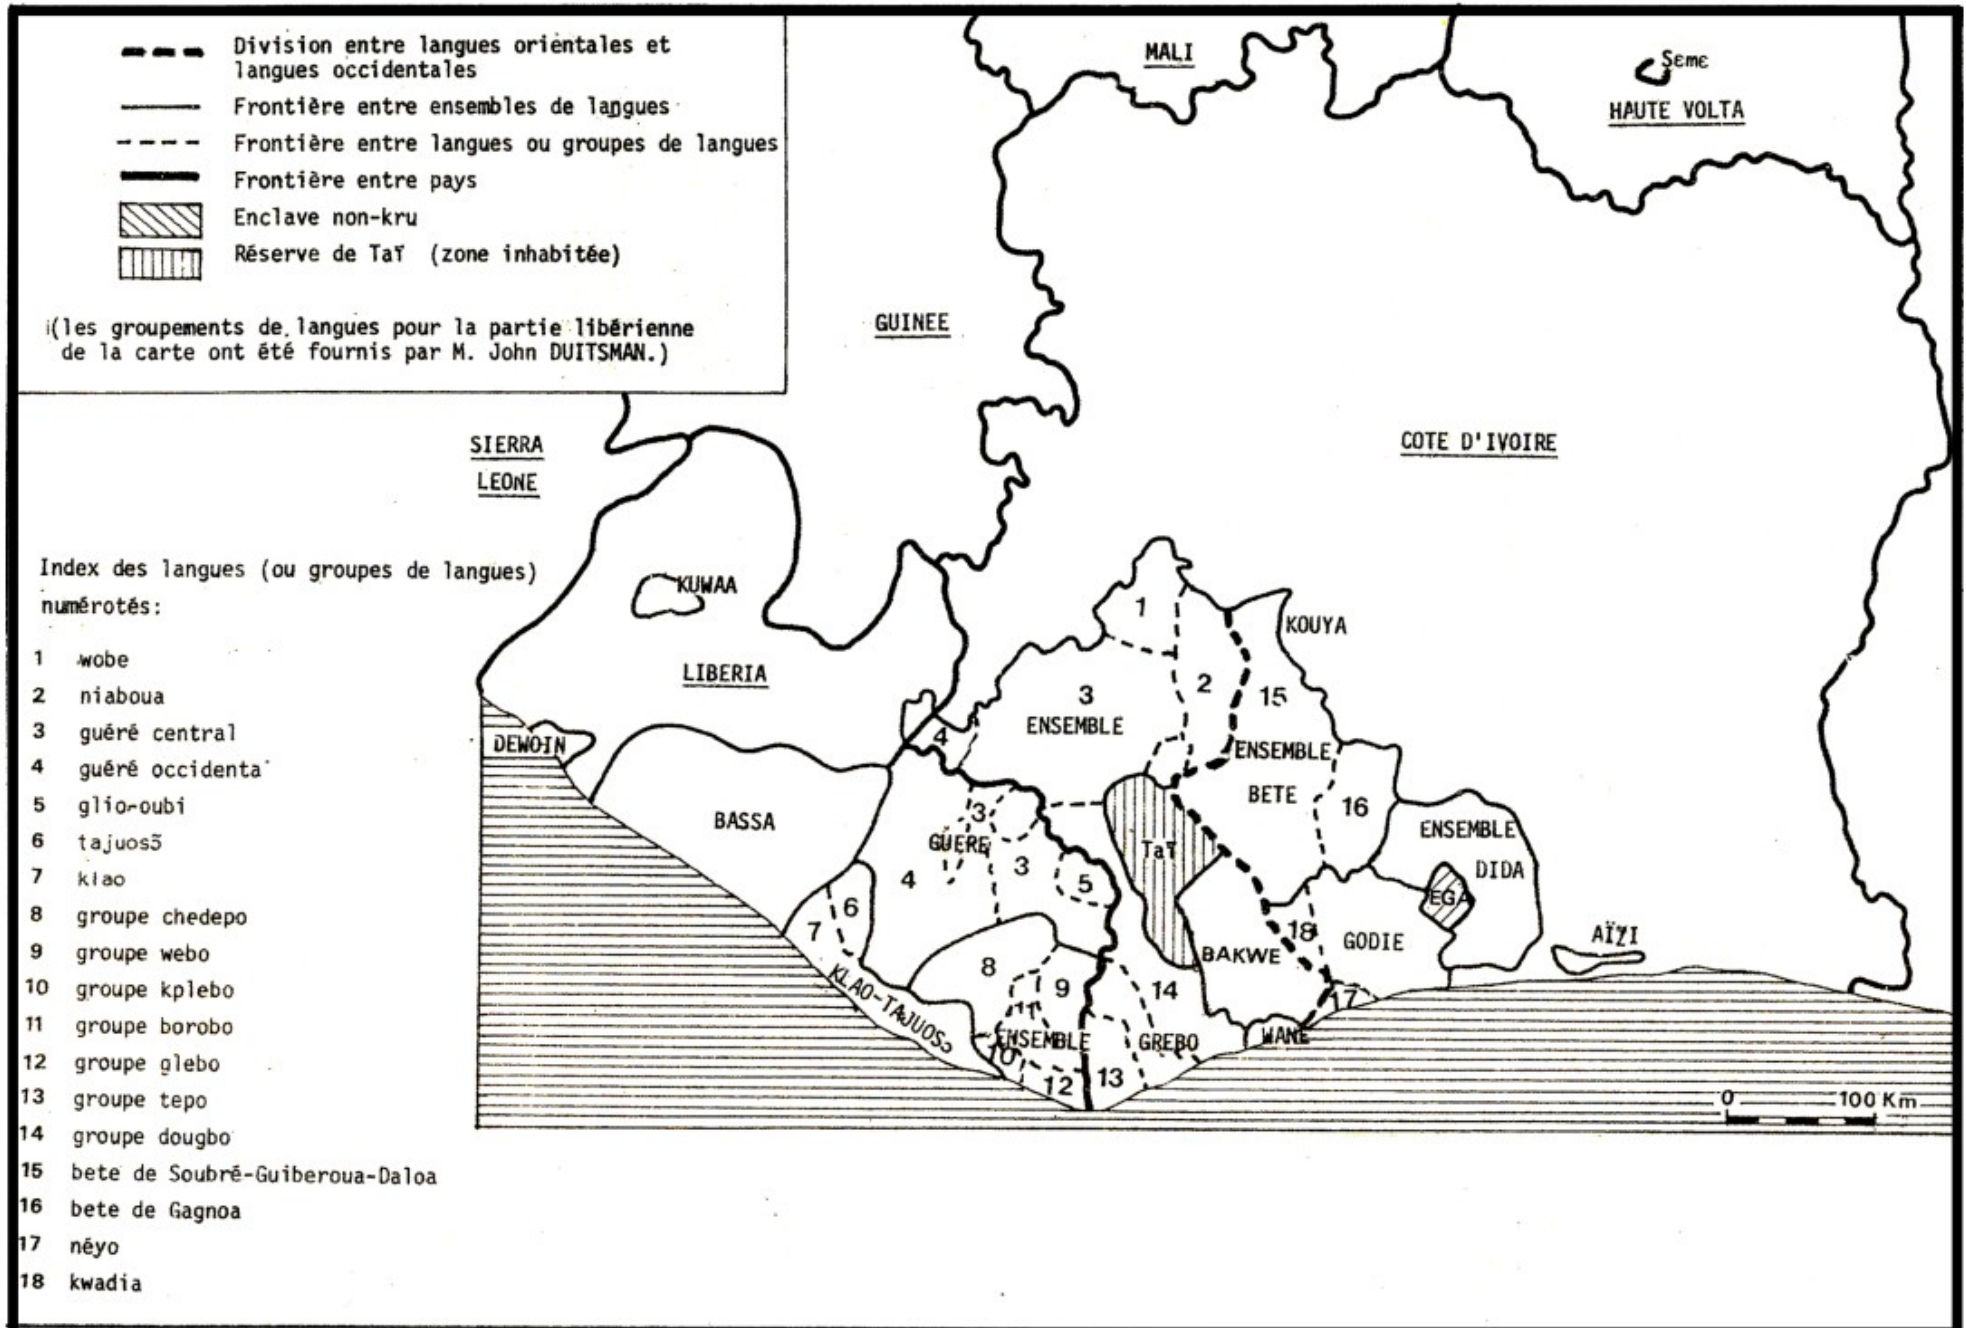 Division entre langues orientales et
langues occidentales
Frontière entre ensembles de langues
Frontière entre langues ou groupes de langues
Frontière entre pays
Enclave non-kru
Réserve de Taï (zone inhabitée)
(les groupements de langues pour la partie libérienne
de la carte ont été fournis par M. John DUITSMAN.)
MALI
Sɛmɛ
HAUTE VOLTA
GUINEE
SIERRA
LEONE
COTE D'IVOIRE
Index des langues (ou groupes de langues)
numérotés:
1 wobe
2 niaboua
3 guéré central
4 guéré occidenta
5 glio-oubi
6 tajuosɔ̃
7 klao
8 groupe chedepo
9 groupe webo
10 groupe kplebo
11 groupe borobo
12 groupe glebo
13 groupe tepo
14 groupe dougbo
15 bete de Soubré-Guiberoua-Daloa
16 bete de Gagnoa
17 néyo
18 kwadia
KUWAA
LIBERIA
DEWOIN
BASSA
1
KOUYA
2
15
3
ENSEMBLE
4
ENSEMBLE
BETE
16
3
GUERE
Taï
ENSEMBLE
DIDA
4
3
5
EGA
6
7
18
GODIE
AÏZI
BAKWE
8
9
14
17
KLAO-TAJUOSɔ
11
ENSEMBLE
GREBO
WANE
10
12
13
0 100 Km